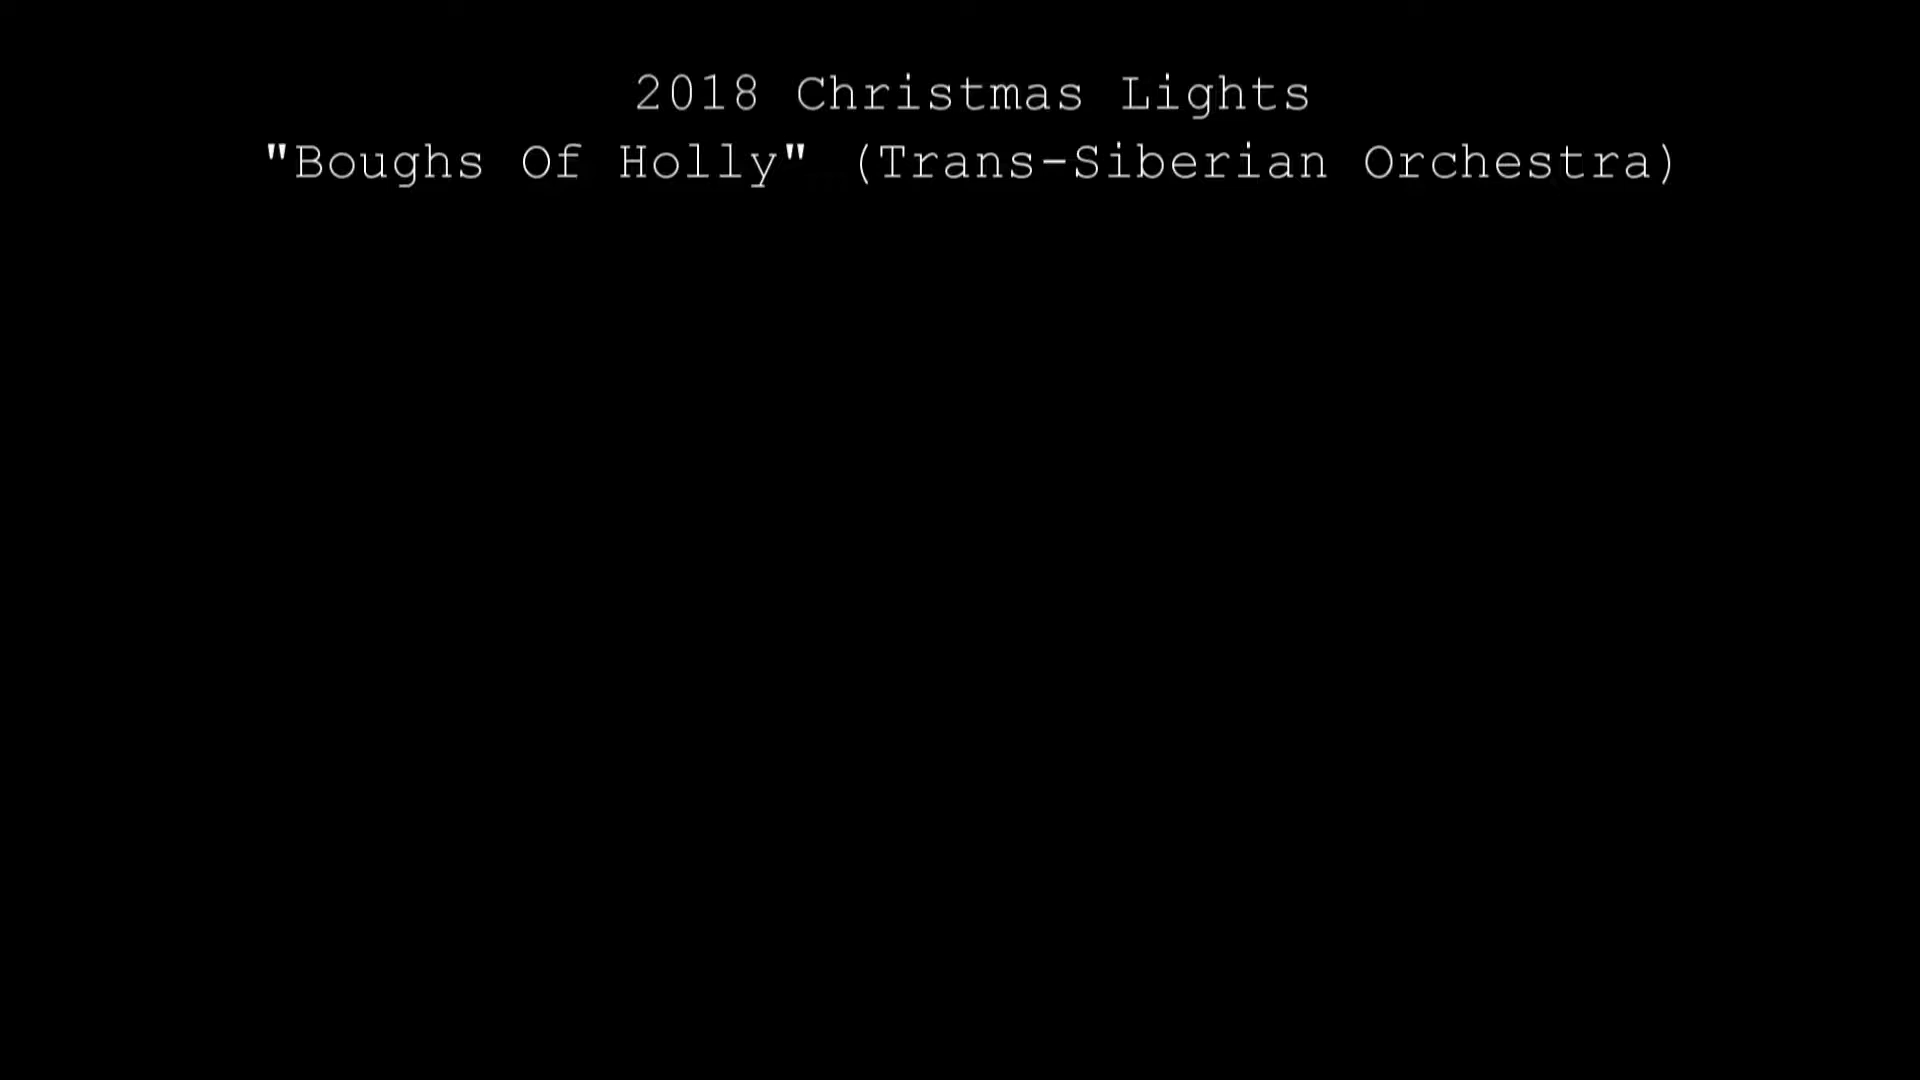 2018 Christmas Lights
"Boughs Of Holly" (Trans-Siberian Orchestra)